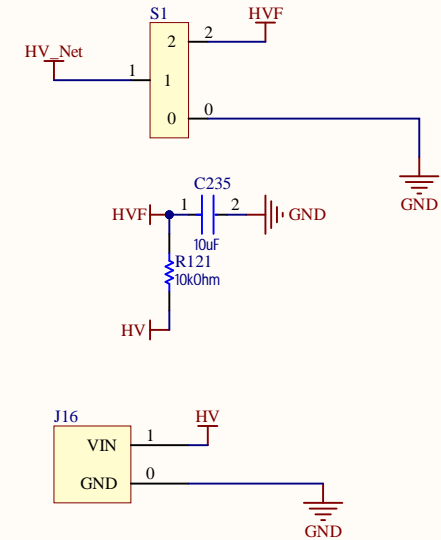 S1
HVF
2 2
HV_Net
1 1
0 0
GND
C235
HVF 1 2 GND
10uF
R121
10kOhm
HV
J16
HV
VIN 1
GND 0
GND